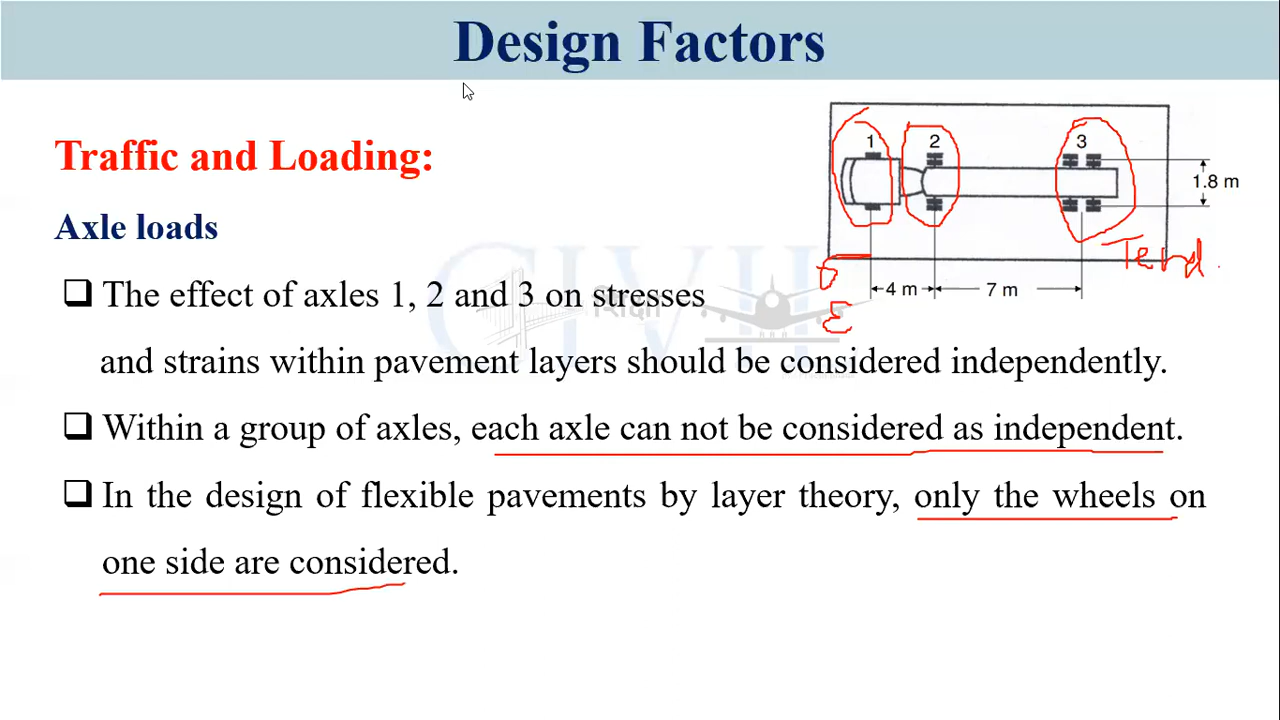 Design Factors
Traffic and Loading:
1
2
3
1.8 m
Axle loads
Tend
σ
❑ The effect of axles 1, 2 and 3 on stresses
4 m
7 m
ε
and strains within pavement layers should be considered independently.
❑ Within a group of axles, each axle can not be considered as independent.
❑ In the design of flexible pavements by layer theory, only the wheels on
one side are considered.